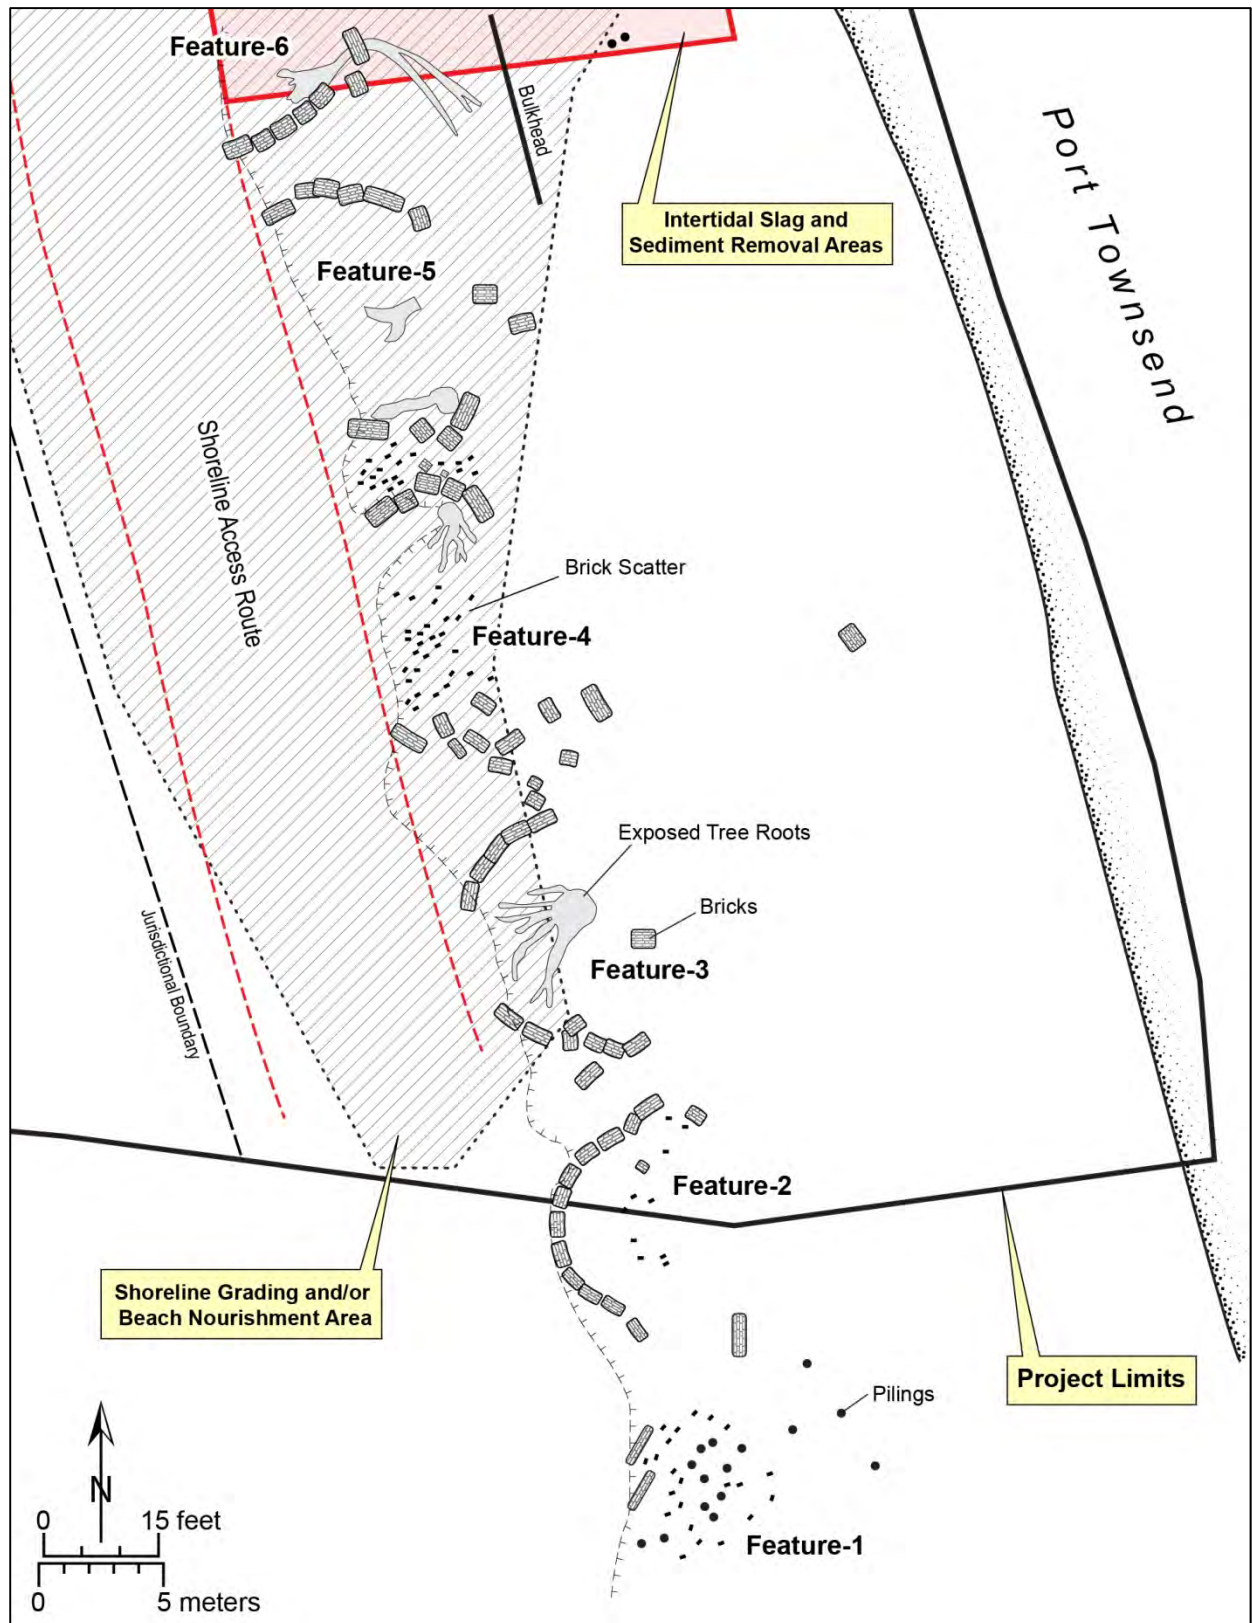 Feature-6
Bulkhead
Port Townsend
Intertidal Slag and
Sediment Removal Areas
Feature-5
Shoreline Access Route
Brick Scatter
Feature-4
Exposed Tree Roots
Bricks
Feature-3
Jurisdictional Boundary
Feature-2
Shoreline Grading and/or
Beach Nourishment Area
Project Limits
Pilings
N
0 15 feet
Feature-1
0 5 meters